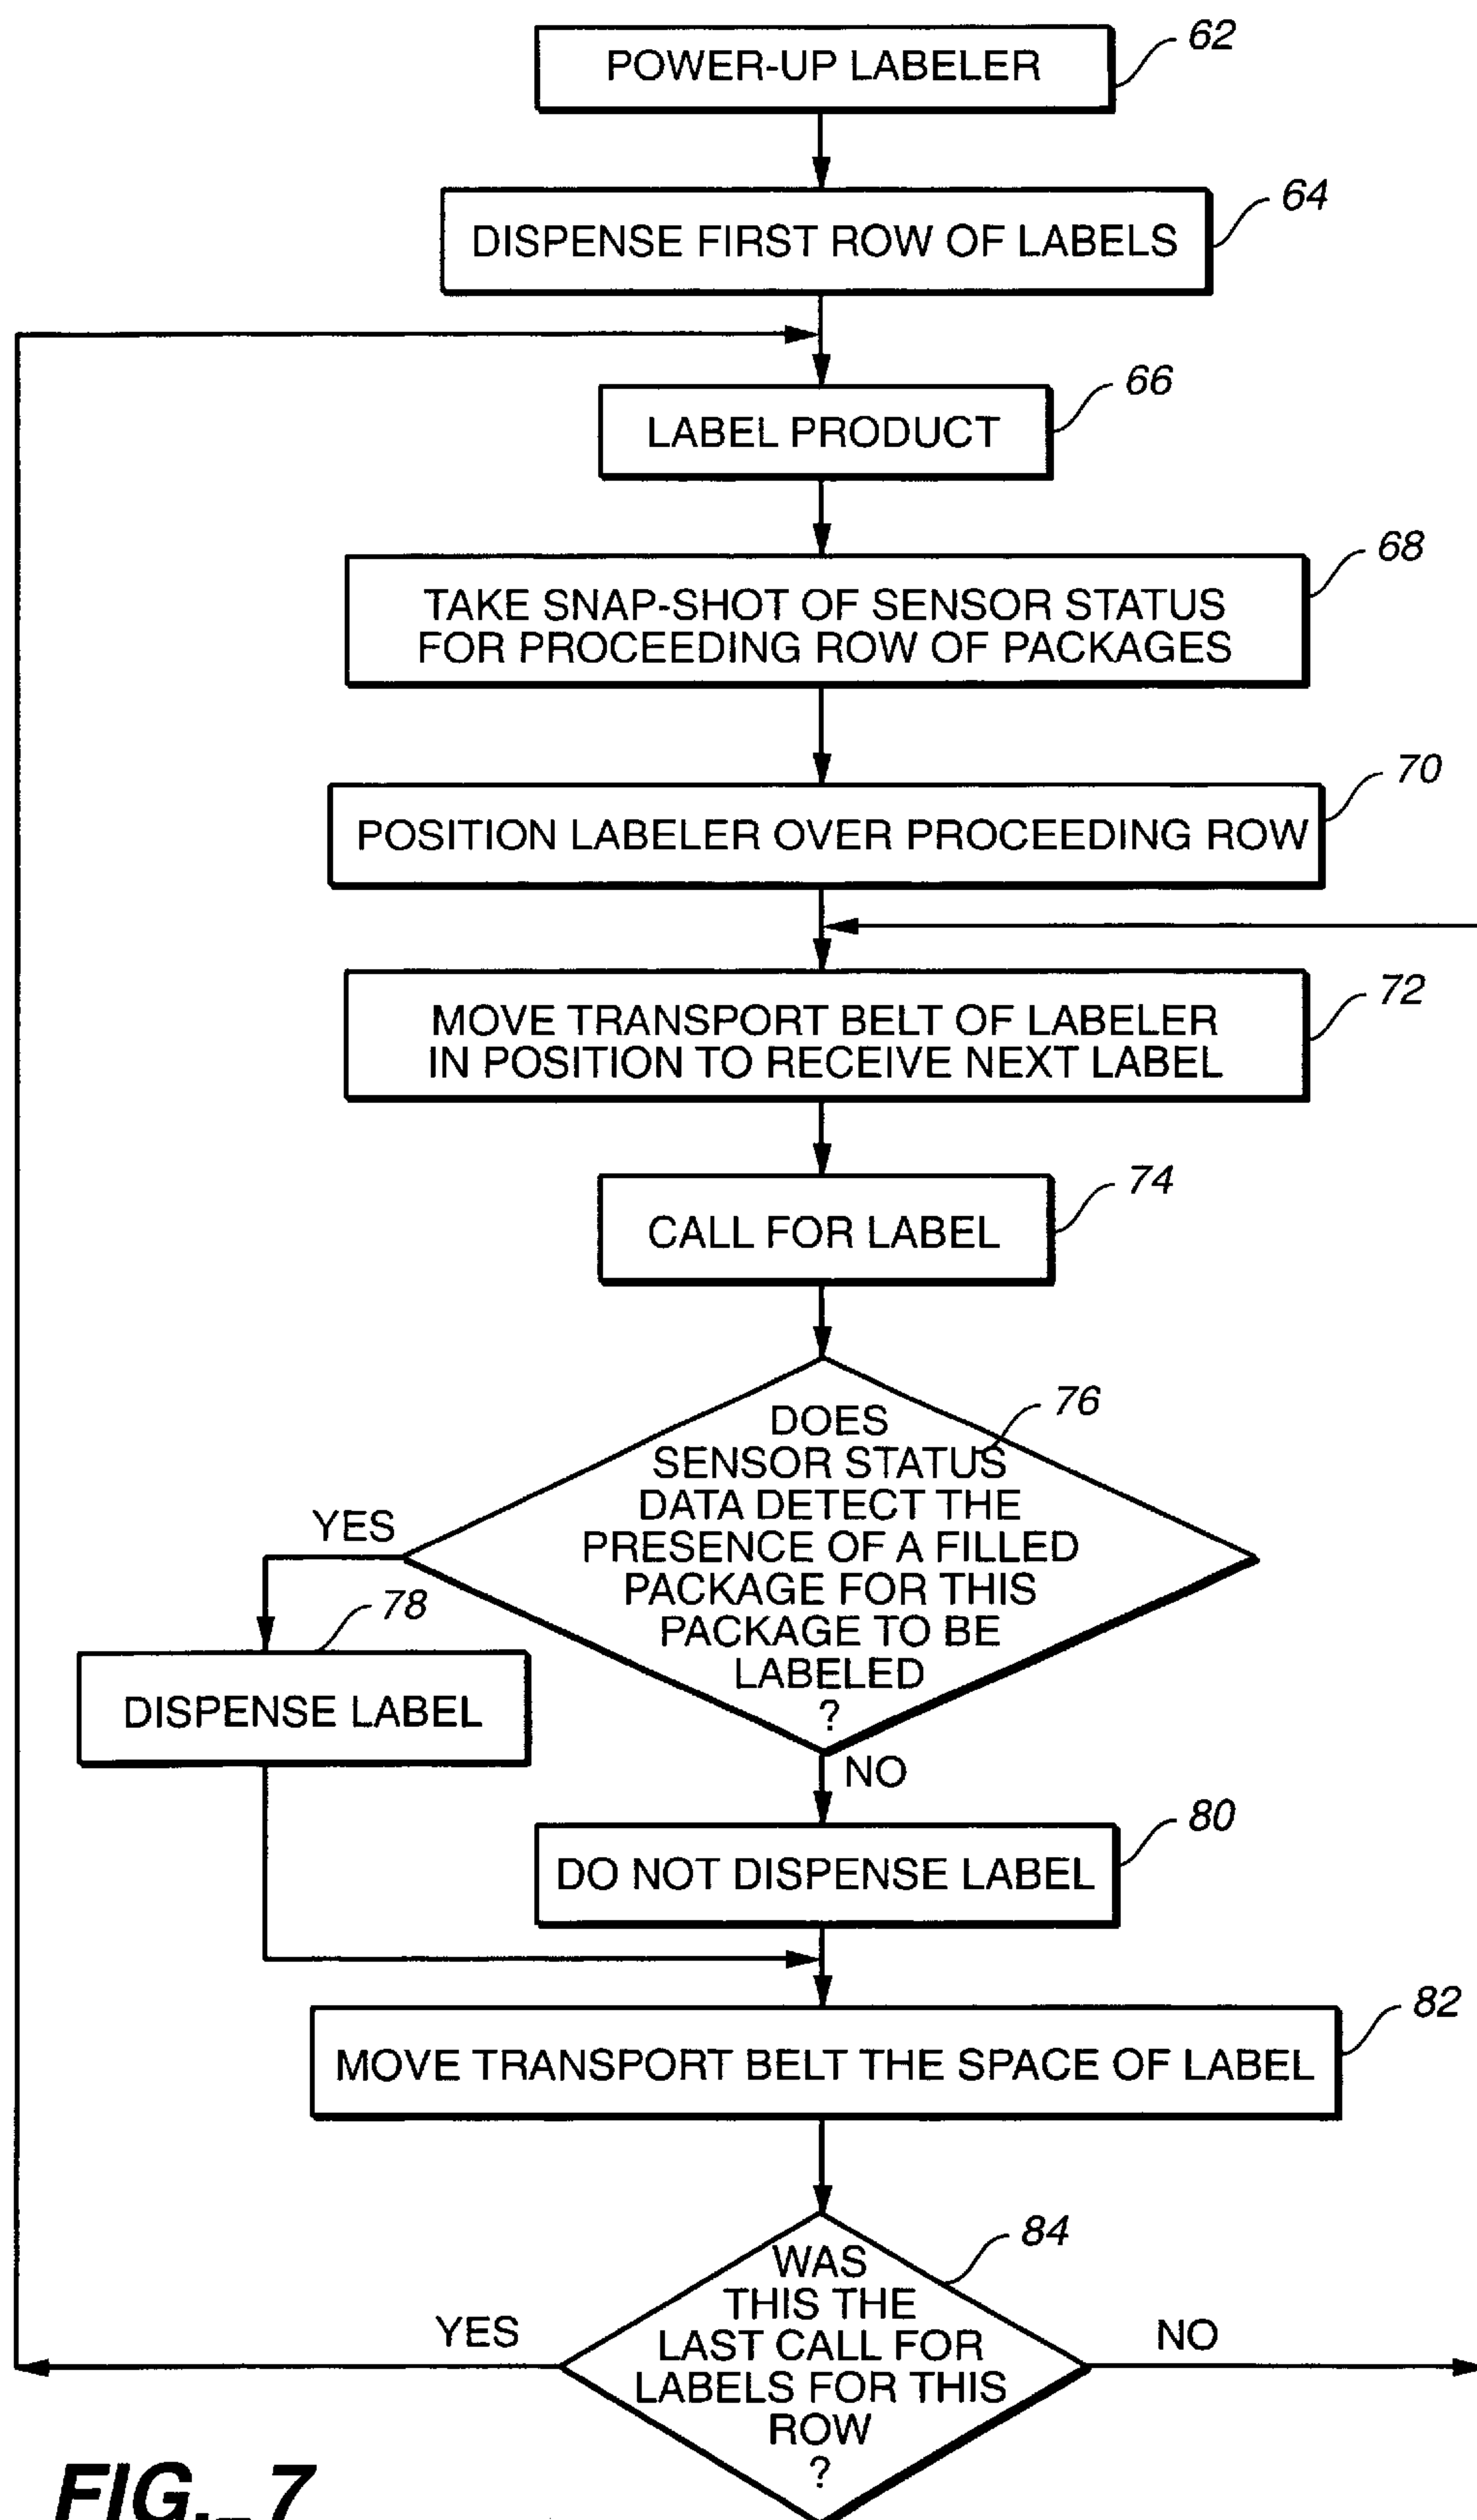 62
POWER-UP LABELER
64
DISPENSE FIRST ROW OF LABELS
66
LABEL PRODUCT
68
TAKE SNAP-SHOT OF SENSOR STATUS
FOR PROCEEDING ROW OF PACKAGES
70
POSITION LABELER OVER PROCEEDING ROW
72
MOVE TRANSPORT BELT OF LABELER
IN POSITION TO RECEIVE NEXT LABEL
74
CALL FOR LABEL
76
DOES
SENSOR STATUS
DATA DETECT THE
PRESENCE OF A FILLED
PACKAGE FOR THIS
PACKAGE TO BE
LABELED
?
YES
78
DISPENSE LABEL
NO
80
DO NOT DISPENSE LABEL
82
MOVE TRANSPORT BELT THE SPACE OF LABEL
84
WAS
THIS THE
LAST CALL FOR
LABELS FOR THIS
ROW
?
YES
NO
FIG._7